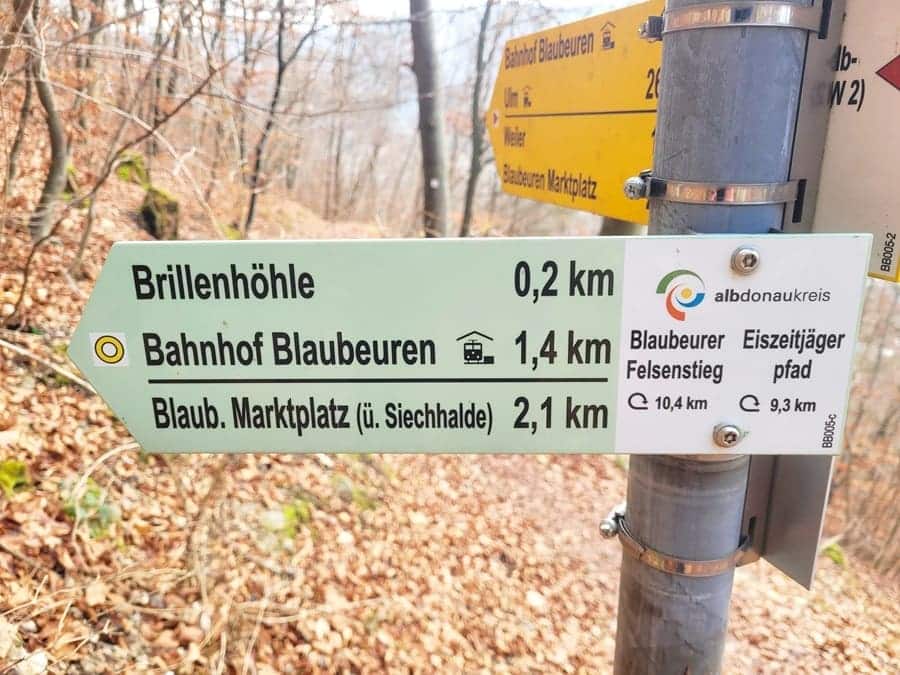 Bahnhof Blaubeuren
Ulm
Weiler
Blaubeuren Marktplatz
W 2)
BB005-2
Brillenhöhle 0,2 km
Bahnhof Blaubeuren 1,4 km
Blaub. Marktplatz (ü. Siechhalde) 2,1 km
albdonaukreis
Blaubeurer
Felsenstieg
10,4 km
Eiszeitjäger
pfad
9,3 km
BB005-c